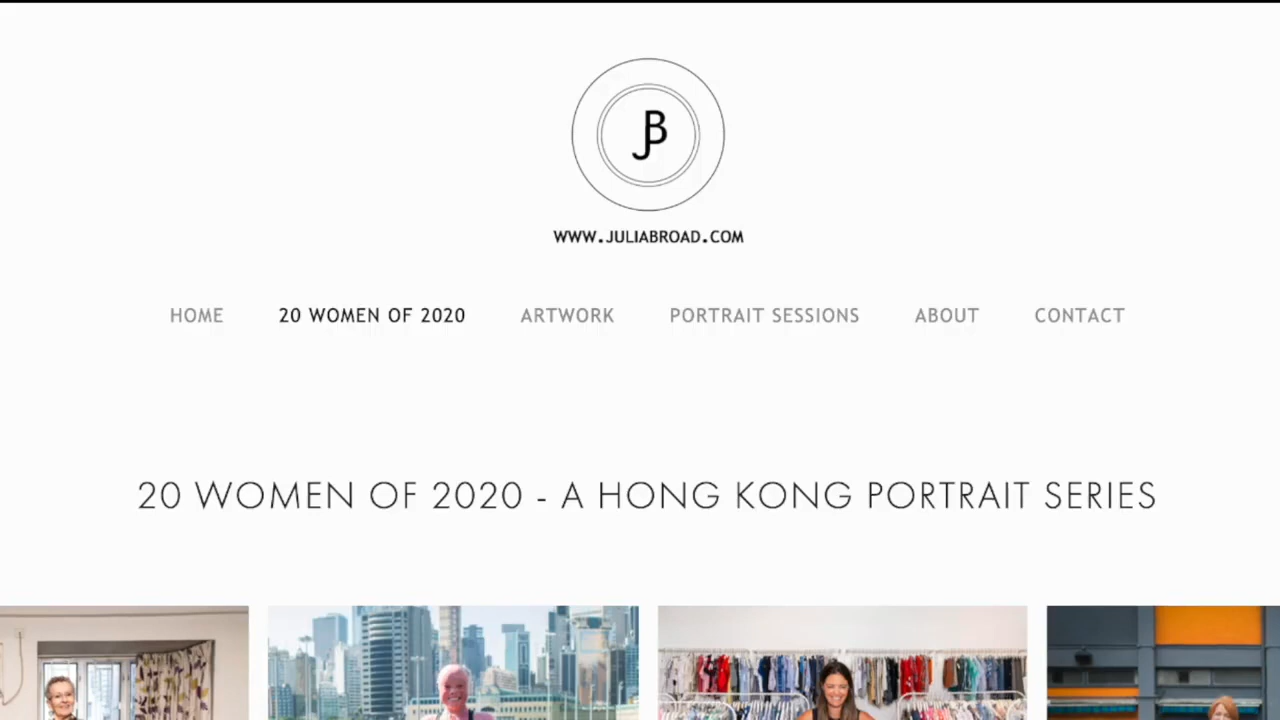 JB
WWW.JULIABROAD.COM
HOME 20 WOMEN OF 2020 ARTWORK PORTRAIT SESSIONS ABOUT CONTACT
20 WOMEN OF 2020 - A HONG KONG PORTRAIT SERIES